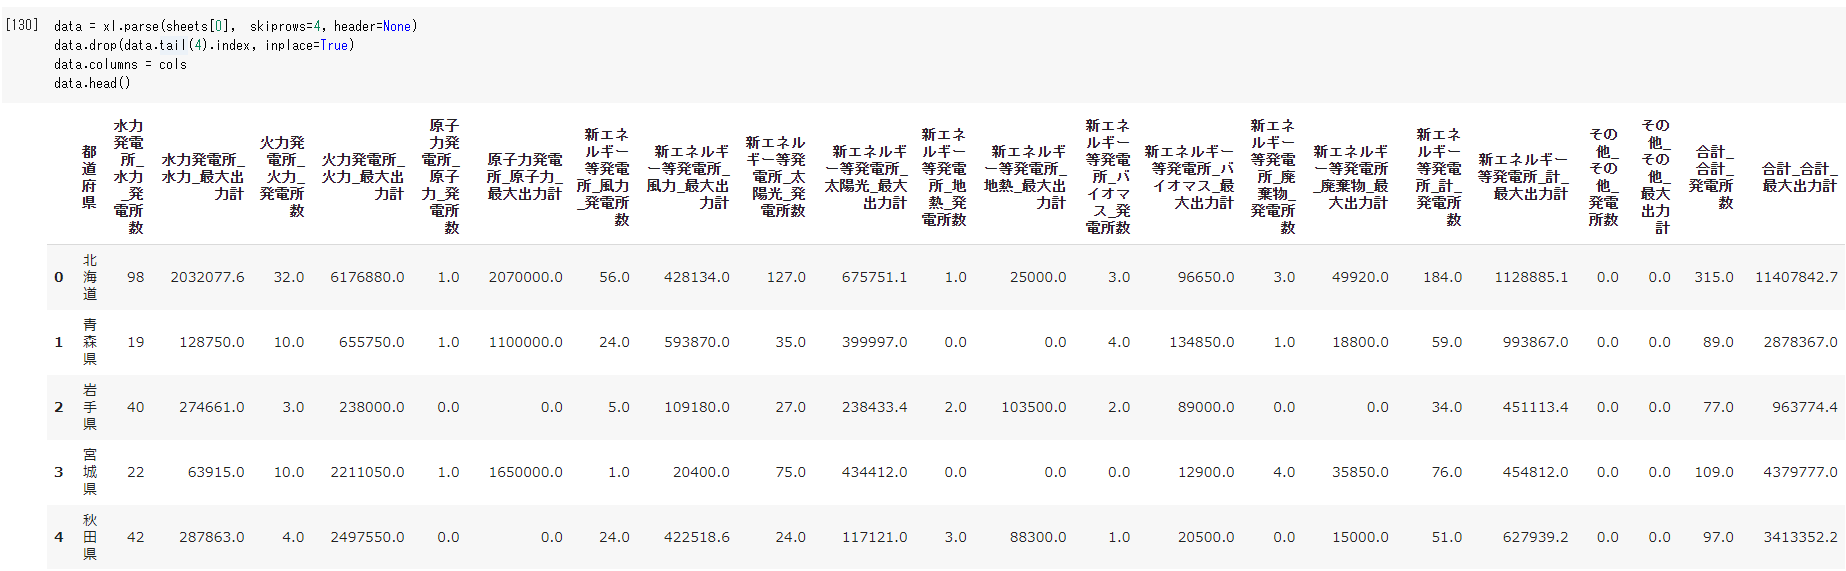 [130] data = xl.parse(sheets[0], skiprows=4, header=None)
data.drop(data.tail(4).index, inplace=True)
data.columns = cols
data.head()
都道府県 水力発電所_水力_発電所数 水力発電所_水力_最大出力計 火力発電所_火力_発電所数 火力発電所_火力_最大出力計 原子力発電所_原子力_発電所数 原子力発電所_原子力_最大出力計 新エネルギー等発電所_風力_発電所数 新エネルギー等発電所_風力_最大出力計 新エネルギー等発電所_太陽光_発電所数 新エネルギー等発電所_太陽光_最大出力計 新エネルギー等発電所_地熱_発電所数 新エネルギー等発電所_地熱_最大出力計 新エネルギー等発電所_バイオマス_発電所数 新エネルギー等発電所_バイオマス_最大出力計 新エネルギー等発電所_廃棄物_発電所数 新エネルギー等発電所_廃棄物_最大出力計 新エネルギー等発電所_計_発電所数 新エネルギー等発電所_計_最大出力計 その他_その他_発電所数 その他_その他_最大出力計 合計_合計_発電所数 合計_合計_最大出力計
0 北海道 98 2032077.6 32.0 6176880.0 1.0 2070000.0 56.0 428134.0 127.0 675751.1 1.0 25000.0 3.0 96650.0 3.0 49920.0 184.0 1128885.1 0.0 0.0 315.0 11407842.7
1 青森県 19 128750.0 10.0 655750.0 1.0 1100000.0 24.0 593870.0 35.0 399997.0 0.0 0.0 4.0 134850.0 1.0 18800.0 59.0 993867.0 0.0 0.0 89.0 2878367.0
2 岩手県 40 274661.0 3.0 238000.0 0.0 0.0 5.0 109180.0 27.0 238433.4 2.0 103500.0 2.0 89000.0 0.0 0.0 34.0 451113.4 0.0 0.0 77.0 963774.4
3 宮城県 22 63915.0 10.0 2211050.0 1.0 1650000.0 1.0 20400.0 75.0 434412.0 0.0 0.0 0.0 12900.0 4.0 35850.0 76.0 454812.0 0.0 0.0 109.0 4379777.0
4 秋田県 42 287863.0 4.0 2497550.0 0.0 0.0 24.0 422518.6 24.0 117121.0 3.0 88300.0 1.0 20500.0 0.0 15000.0 51.0 627939.2 0.0 0.0 97.0 3413352.2